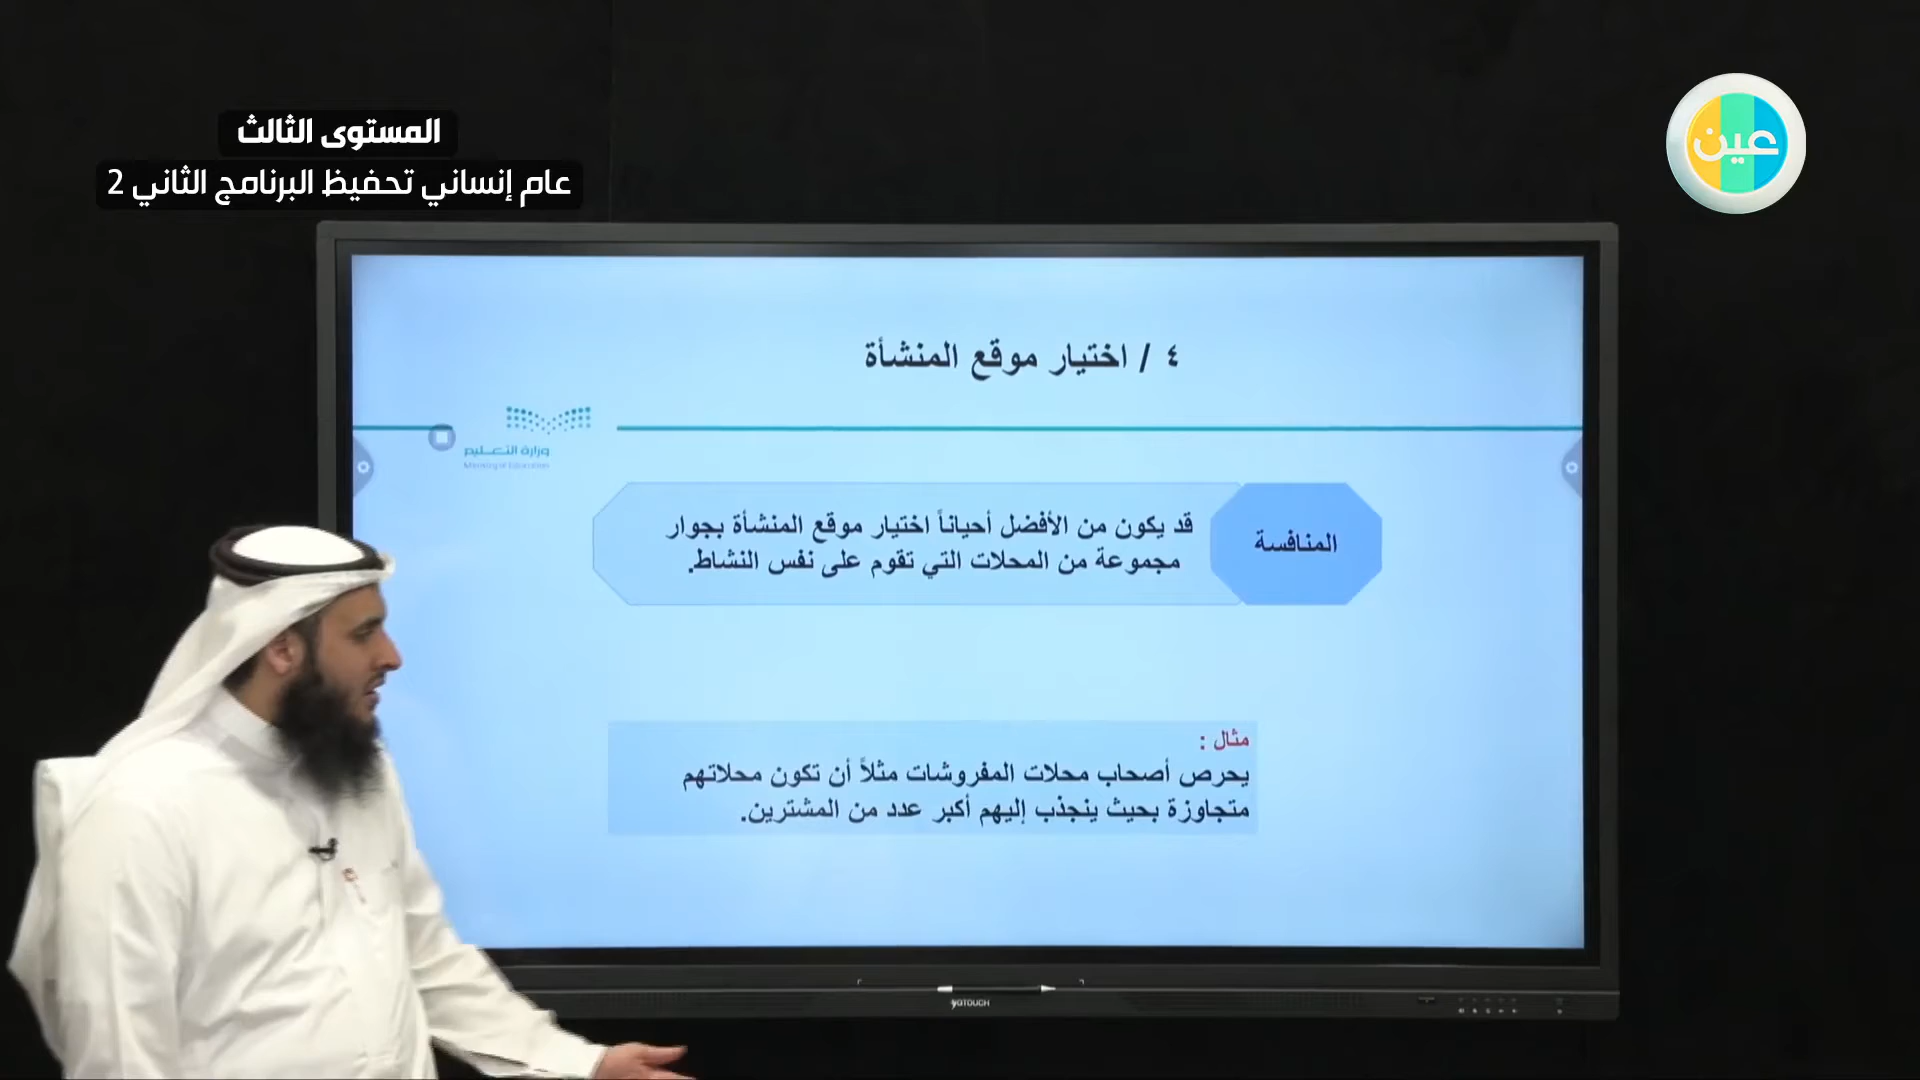 المستوى الثالث
عام إنساني تحفيظ البرنامج الثاني 2
عين
٤ / اختيار موقع المنشأة
وزارة التعليم
Ministry of Education
المنافسة
قد يكون من الأفضل أحياناً اختيار موقع المنشأة بجوار
مجموعة من المحلات التي تقوم على نفس النشاط.
مثال :
يحرص أصحاب محلات المفروشات مثلاً أن تكون محلاتهم
متجاوزة بحيث ينجذب إليهم أكبر عدد من المشترين.
YQTOUCH